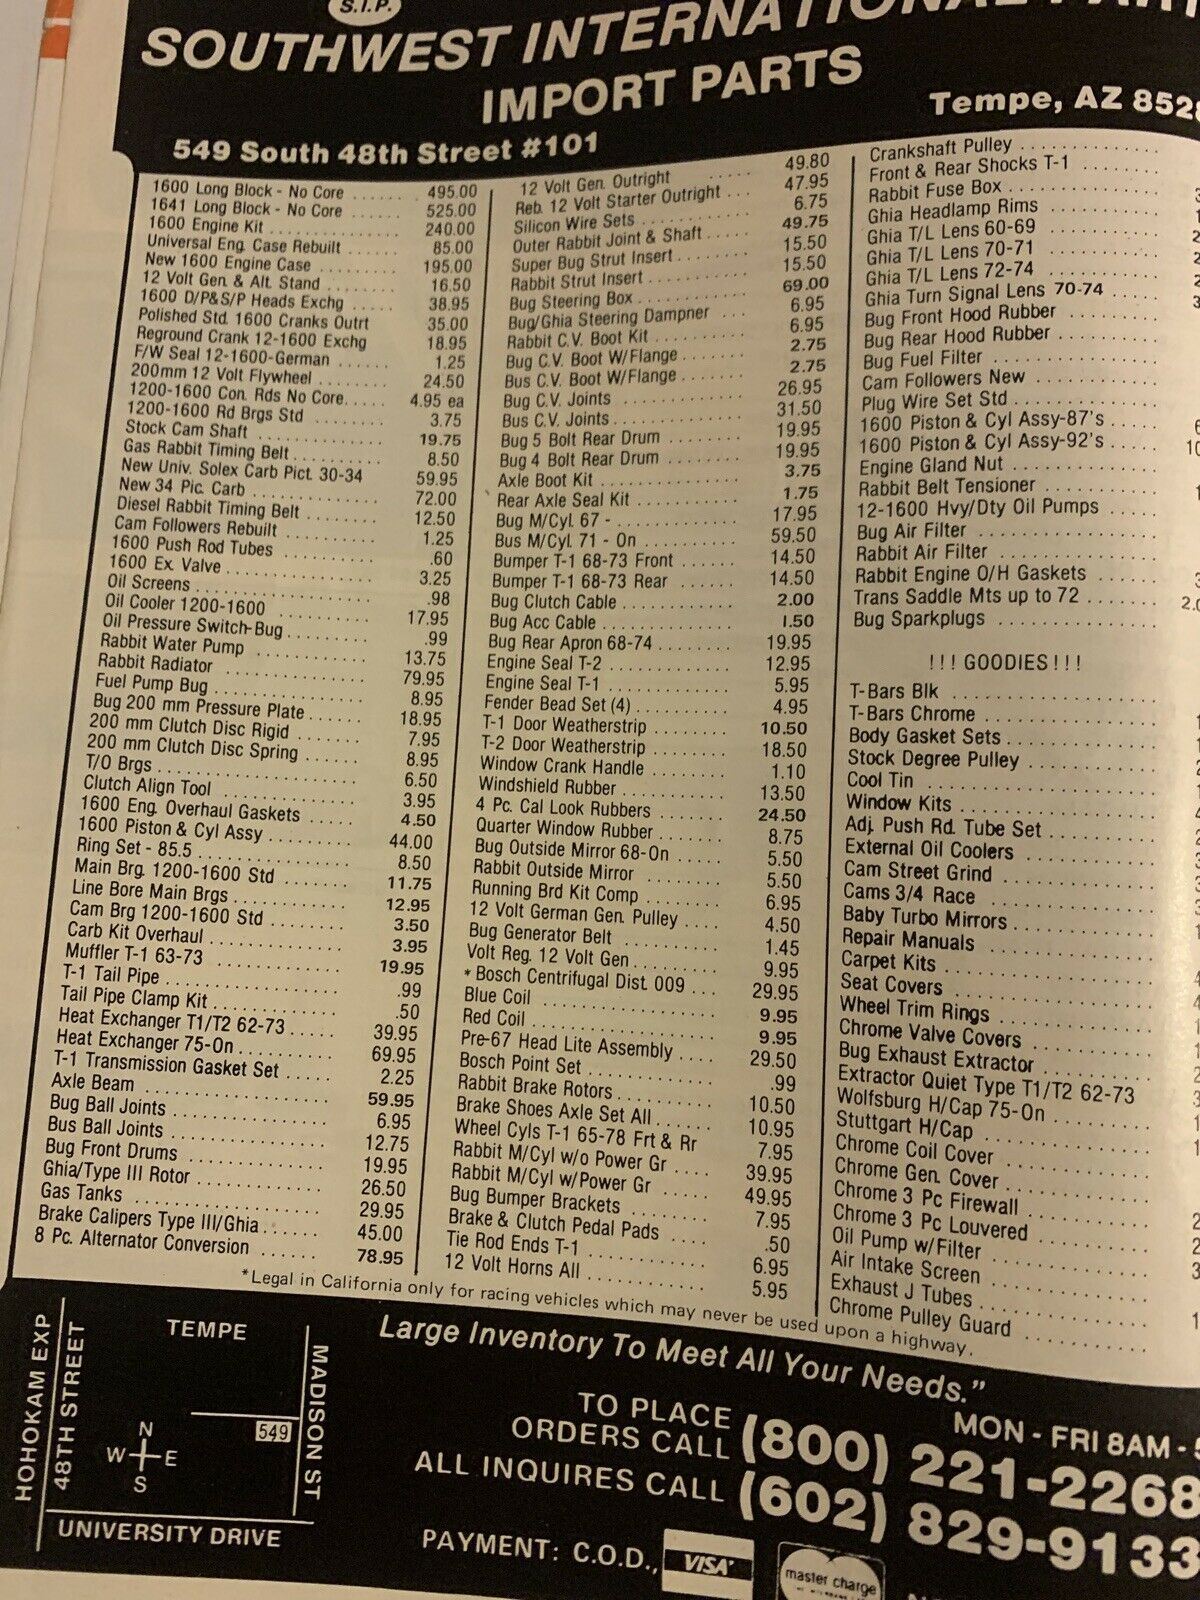 S.I.P.
SOUTHWEST INTERNATIONAL
IMPORT PARTS
549 South 48th Street #101
Tempe, AZ
1600 Long Block - No Core ...... 495.00
1641 Long Block - No Core ...... 525.00
1600 Engine Kit ...... 240.00
Universal Eng. Case Rebuilt ...... 85.00
New 1600 Engine Case ...... 195.00
12 Volt Gen. & Alt. Stand ...... 16.50
1600 D/P&S/P Heads Exchg ...... 38.95
Polished Std. 1600 Cranks Outrt 35.00
Reground Crank 12-1600 Exchg 18.95
F/W Seal 12-1600-German ...... 1.25
200mm 12 Volt Flywheel ...... 24.50
1200-1600 Con. Rds No Core ..... 4.95 ea
1200-1600 Rd Brgs Std ...... 3.75
Stock Cam Shaft ...... 19.75
Gas Rabbit Timing Belt ...... 8.50
New Univ. Solex Carb Pict. 30-34 59.95
New 34 Pic. Carb ...... 72.00
Diesel Rabbit Timing Belt ...... 12.50
Cam Followers Rebuilt ...... 1.25
1600 Push Rod Tubes ...... .60
1600 Ex. Valve ...... 3.25
Oil Screens ...... .98
Oil Cooler 1200-1600 ...... 17.95
Oil Pressure Switch-Bug ...... .99
Rabbit Water Pump ...... 13.75
Rabbit Radiator ...... 79.95
Fuel Pump Bug ...... 8.95
Bug 200 mm Pressure Plate ...... 18.95
200 mm Clutch Disc Rigid ...... 7.95
200 mm Clutch Disc Spring ...... 8.95
T/O Brgs ...... 6.50
Clutch Align Tool ...... 3.95
1600 Eng. Overhaul Gaskets ..... 4.50
1600 Piston & Cyl Assy ...... 44.00
Ring Set - 85.5 ...... 8.50
Main Brg. 1200-1600 Std ...... 11.75
Line Bore Main Brgs ...... 12.95
Cam Brg 1200-1600 Std ...... 3.50
Carb Kit Overhaul ...... 3.95
Muffler T-1 63-73 ...... 19.95
T-1 Tail Pipe ...... .99
Tail Pipe Clamp Kit ...... .50
Heat Exchanger T1/T2 62-73 ..... 39.95
Heat Exchanger 75-On ...... 69.95
T-1 Transmission Gasket Set ..... 2.25
Axle Beam ...... 59.95
Bug Ball Joints ...... 6.95
Bus Ball Joints ...... 12.75
Bug Front Drums ...... 19.95
Ghia/Type III Rotor ...... 26.50
Gas Tanks ...... 29.95
Brake Calipers Type III/Ghia ...... 45.00
8 Pc. Alternator Conversion ...... 78.95
12 Volt Gen. Outright ..... 49.80
Reb. 12 Volt Starter Outright 47.95
Silicon Wire Sets ...... 6.75
Outer Rabbit Joint & Shaft ..... 49.75
Super Bug Strut Insert ...... 15.50
Rabbit Strut Insert ...... 15.50
Bug Steering Box ...... 69.00
Bug/Ghia Steering Dampner ... 6.95
Rabbit C.V. Boot Kit ...... 6.95
Bug C.V. Boot W/Flange ...... 2.75
Bus C.V. Boot W/Flange ...... 2.75
Bug C.V. Joints ...... 26.95
Bus C.V. Joints ...... 31.50
Bug 5 Bolt Rear Drum ...... 19.95
Bug 4 Bolt Rear Drum ...... 19.95
Axle Boot Kit ...... 3.75
Rear Axle Seal Kit ...... 1.75
Bug M/Cyl. 67 - ...... 17.95
Bus M/Cyl. 71 - On ...... 59.50
Bumper T-1 68-73 Front ...... 14.50
Bumper T-1 68-73 Rear ...... 14.50
Bug Clutch Cable ...... 2.00
Bug Acc Cable ...... 1.50
Bug Rear Apron 68-74 ...... 19.95
Engine Seal T-2 ...... 12.95
Engine Seal T-1 ...... 5.95
Fender Bead Set (4) ...... 4.95
T-1 Door Weatherstrip ...... 10.50
T-2 Door Weatherstrip ...... 18.50
Window Crank Handle ...... 1.10
Windshield Rubber ...... 13.50
4 Pc. Cal Look Rubbers ...... 24.50
Quarter Window Rubber ...... 8.75
Bug Outside Mirror 68-On ...... 5.50
Rabbit Outside Mirror ...... 5.50
Running Brd Kit Comp ...... 6.95
12 Volt German Gen. Pulley .... 4.50
Bug Generator Belt ...... 1.45
Volt Reg. 12 Volt Gen ...... 9.95
*Bosch Centrifugal Dist. 009 ... 29.95
Blue Coil ...... 9.95
Red Coil ...... 9.95
Pre-67 Head Lite Assembly .... 29.50
Bosch Point Set ...... .99
Rabbit Brake Rotors ...... 10.50
Brake Shoes Axle Set All ...... 10.95
Wheel Cyls T-1 65-78 Frt & Rr 7.95
Rabbit M/Cyl w/o Power Gr .... 39.95
Rabbit M/Cyl w/Power Gr ...... 49.95
Bug Bumper Brackets ...... 7.95
Brake & Clutch Pedal Pads ..... .50
Tie Rod Ends T-1 ...... 6.95
12 Volt Horns All ...... 5.95
Crankshaft Pulley ......
Front & Rear Shocks T-1 ......
Rabbit Fuse Box ......
Ghia Headlamp Rims ......
Ghia T/L Lens 60-69 ......
Ghia T/L Lens 70-71 ......
Ghia T/L Lens 72-74 ......
Ghia Turn Signal Lens 70-74 .....
Bug Front Hood Rubber ......
Bug Rear Hood Rubber ......
Bug Fuel Filter ......
Cam Followers New ......
Plug Wire Set Std ......
1600 Piston & Cyl Assy-87's .....
1600 Piston & Cyl Assy-92's .....
Engine Gland Nut ......
Rabbit Belt Tensioner ......
12-1600 Hvy/Dty Oil Pumps ......
Bug Air Filter ......
Rabbit Air Filter ......
Rabbit Engine O/H Gaskets ......
Trans Saddle Mts up to 72 ......
Bug Sparkplugs ......
!!! GOODIES!!!
T-Bars Blk ......
T-Bars Chrome ......
Body Gasket Sets ......
Stock Degree Pulley ......
Cool Tin ......
Window Kits ......
Adj. Push Rd. Tube Set ......
External Oil Coolers ......
Cam Street Grind ......
Cams 3/4 Race ......
Baby Turbo Mirrors ......
Repair Manuals ......
Carpet Kits ......
Seat Covers ......
Wheel Trim Rings ......
Chrome Valve Covers ......
Bug Exhaust Extractor ......
Extractor Quiet Type T1/T2 62-73
Wolfsburg H/Cap 75-On ......
Stuttgart H/Cap ......
Chrome Coil Cover ......
Chrome Gen. Cover ......
Chrome 3 Pc Firewall ......
Chrome 3 Pc Louvered ......
Oil Pump w/Filter ......
Air Intake Screen ......
Exhaust J Tubes ......
Chrome Pulley Guard ......
*Legal in California only for racing vehicles which may never be used upon a highway.
Large Inventory To Meet All Your Needs."
HOHOKAM EXP
48TH STREET
TEMPE
MADISON ST
549
N
W E
S
UNIVERSITY DRIVE
MON - FRI 8AM -
TO PLACE
ORDERS CALL (800) 221-2268
ALL INQUIRES CALL (602) 829-9133
PAYMENT: C.O.D., VISA master charge